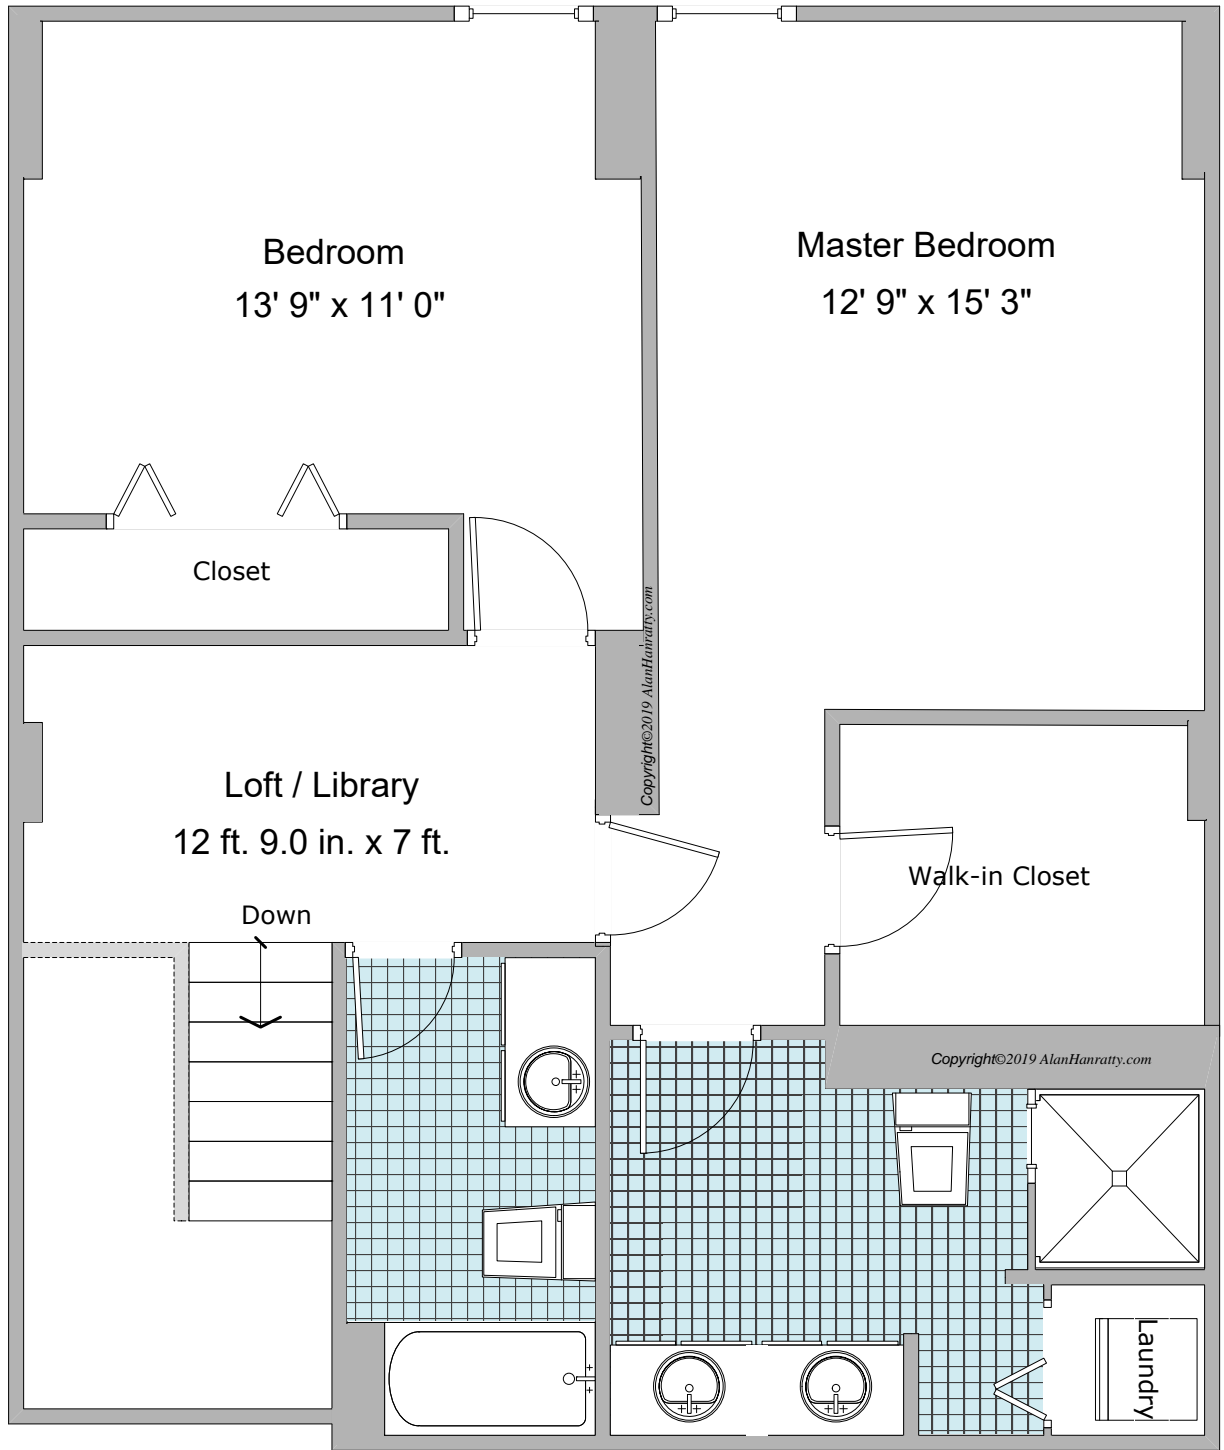 Bedroom
13' 9" x 11' 0"
Master Bedroom
12' 9" x 15' 3"
Closet
Copyright©2019 AlanHanratty.com
Loft / Library
12 ft. 9.0 in. x 7 ft.
Walk-in Closet
Down
Copyright©2019 AlanHanratty.com
Laundry